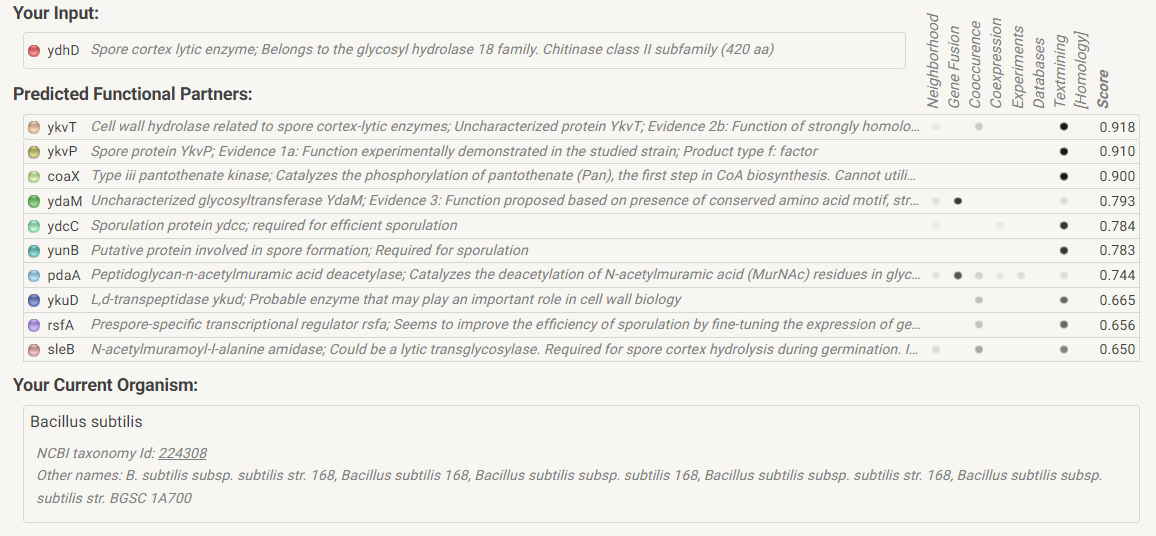 Your Input:
ydhD Spore cortex lytic enzyme; Belongs to the glycosyl hydrolase 18 family. Chitinase class II subfamily (420 aa)
Neighborhood
Gene Fusion
Cooccurence
Coexpression
Experiments
Databases
Textmining
[Homology]
Score
Predicted Functional Partners:
ykvT Cell wall hydrolase related to spore cortex-lytic enzymes; Uncharacterized protein YkvT; Evidence 2b: Function of strongly homolo... 0.918
ykvP Spore protein YkvP; Evidence 1a: Function experimentally demonstrated in the studied strain; Product type f: factor 0.910
coaX Type iii pantothenate kinase; Catalyzes the phosphorylation of pantothenate (Pan), the first step in CoA biosynthesis. Cannot utili... 0.900
ydaM Uncharacterized glycosyltransferase YdaM; Evidence 3: Function proposed based on presence of conserved amino acid motif, str... 0.793
ydcC Sporulation protein ydcc; required for efficient sporulation 0.784
yunB Putative protein involved in spore formation; Required for sporulation 0.783
pdaA Peptidoglycan-n-acetylmuramic acid deacetylase; Catalyzes the deacetylation of N-acetylmuramic acid (MurNAc) residues in glyc... 0.744
ykuD L,d-transpeptidase ykud; Probable enzyme that may play an important role in cell wall biology 0.665
rsfA Prespore-specific transcriptional regulator rsfa; Seems to improve the efficiency of sporulation by fine-tuning the expression of ge... 0.656
sleB N-acetylmuramoyl-l-alanine amidase; Could be a lytic transglycosylase. Required for spore cortex hydrolysis during germination. I... 0.650
Your Current Organism:
Bacillus subtilis
NCBI taxonomy Id: 224308
Other names: B. subtilis subsp. subtilis str. 168, Bacillus subtilis 168, Bacillus subtilis subsp. subtilis 168, Bacillus subtilis subsp. subtilis str. 168, Bacillus subtilis subsp.
subtilis str. BGSC 1A700